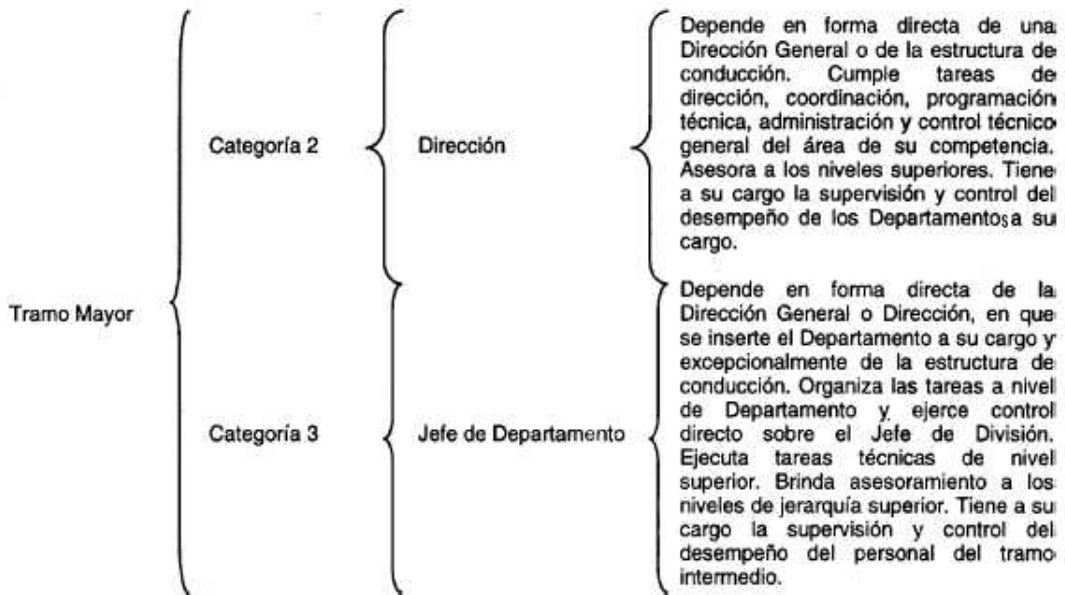 Tramo Mayor
Categoría 2
Dirección
Depende en forma directa de una
Dirección General o de la estructura de
conducción. Cumple tareas de
dirección, coordinación, programación
técnica, administración y control técnico
general del área de su competencia.
Asesora a los niveles superiores. Tiene
a su cargo la supervisión y control del
desempeño de los Departamentos a su
cargo.
Categoría 3
Jefe de Departamento
Depende en forma directa de la
Dirección General o Dirección, en que
se inserte el Departamento a su cargo y
excepcionalmente de la estructura de
conducción. Organiza las tareas a nivel
de Departamento y ejerce control
directo sobre el Jefe de División.
Ejecuta tareas técnicas de nivel
superior. Brinda asesoramiento a los
niveles de jerarquía superior. Tiene a su
cargo la supervisión y control del
desempeño del personal del tramo
intermedio.